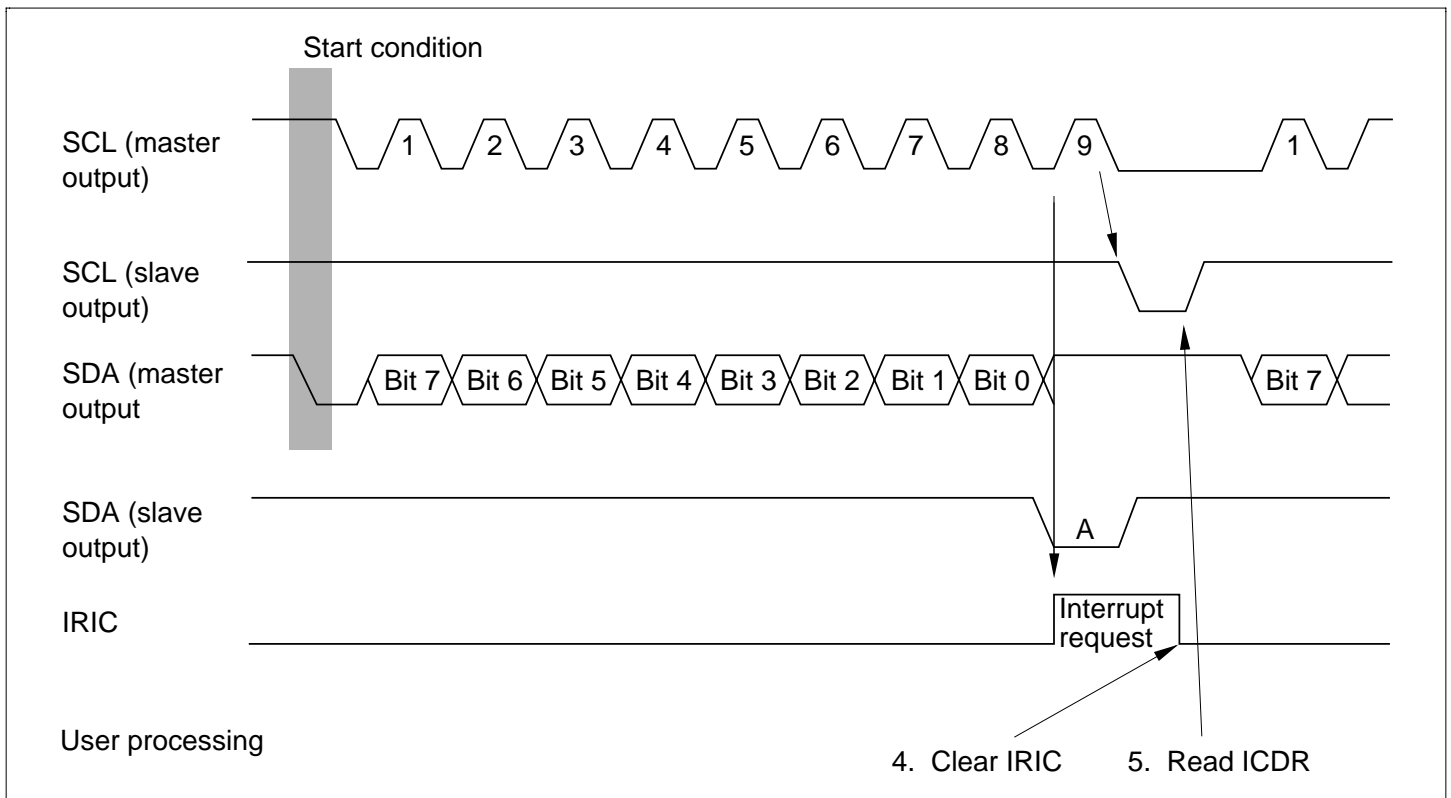 Start condition
SCL (master
output)
1 2 3 4 5 6 7 8 9 1
SCL (slave
output)
SDA (master
output
Bit 7 Bit 6 Bit 5 Bit 4 Bit 3 Bit 2 Bit 1 Bit 0 Bit 7
SDA (slave
output)
A
IRIC
Interrupt
request
User processing
4. Clear IRIC 5. Read ICDR